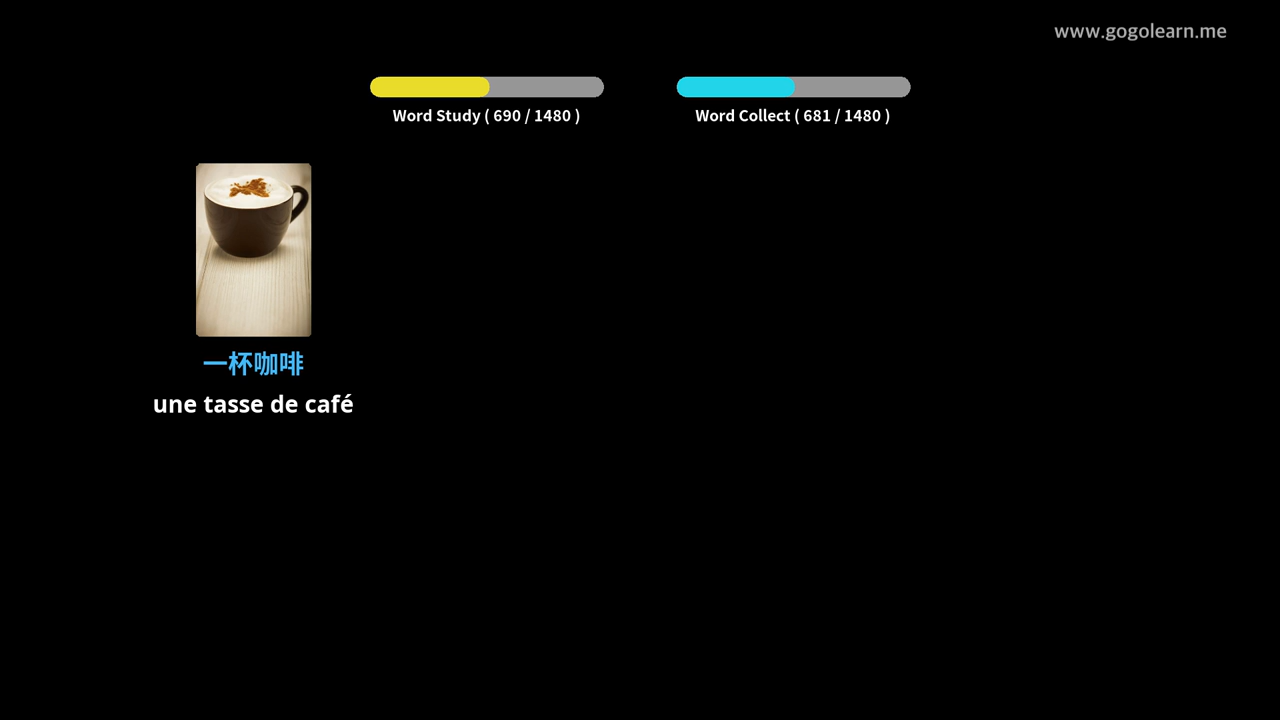 www.gogolearn.me
Word Study ( 690 / 1480 )
Word Collect ( 681 / 1480 )
一杯咖啡
une tasse de café